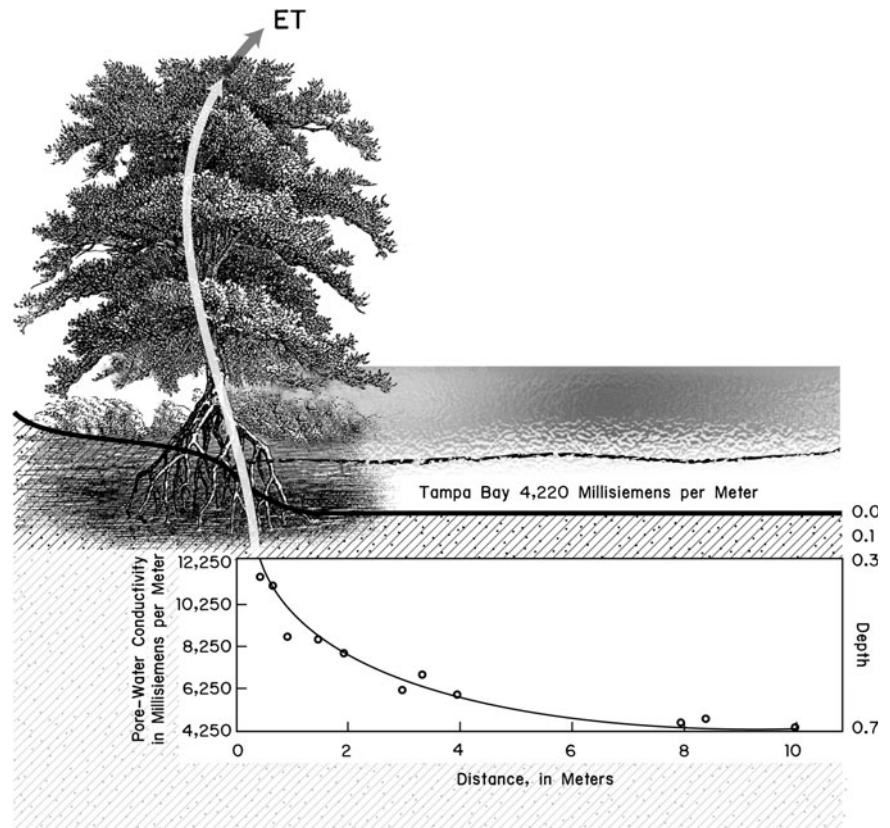 ET
Tampa Bay 4,220 Millisiemens per Meter
0.0
0.1
0.3
Depth
0.7
Pore-Water Conductivity
in Millisiemens per Meter
12,250
10,250
8,250
6,250
4,250
0 2 4 6 8 10
Distance, in Meters